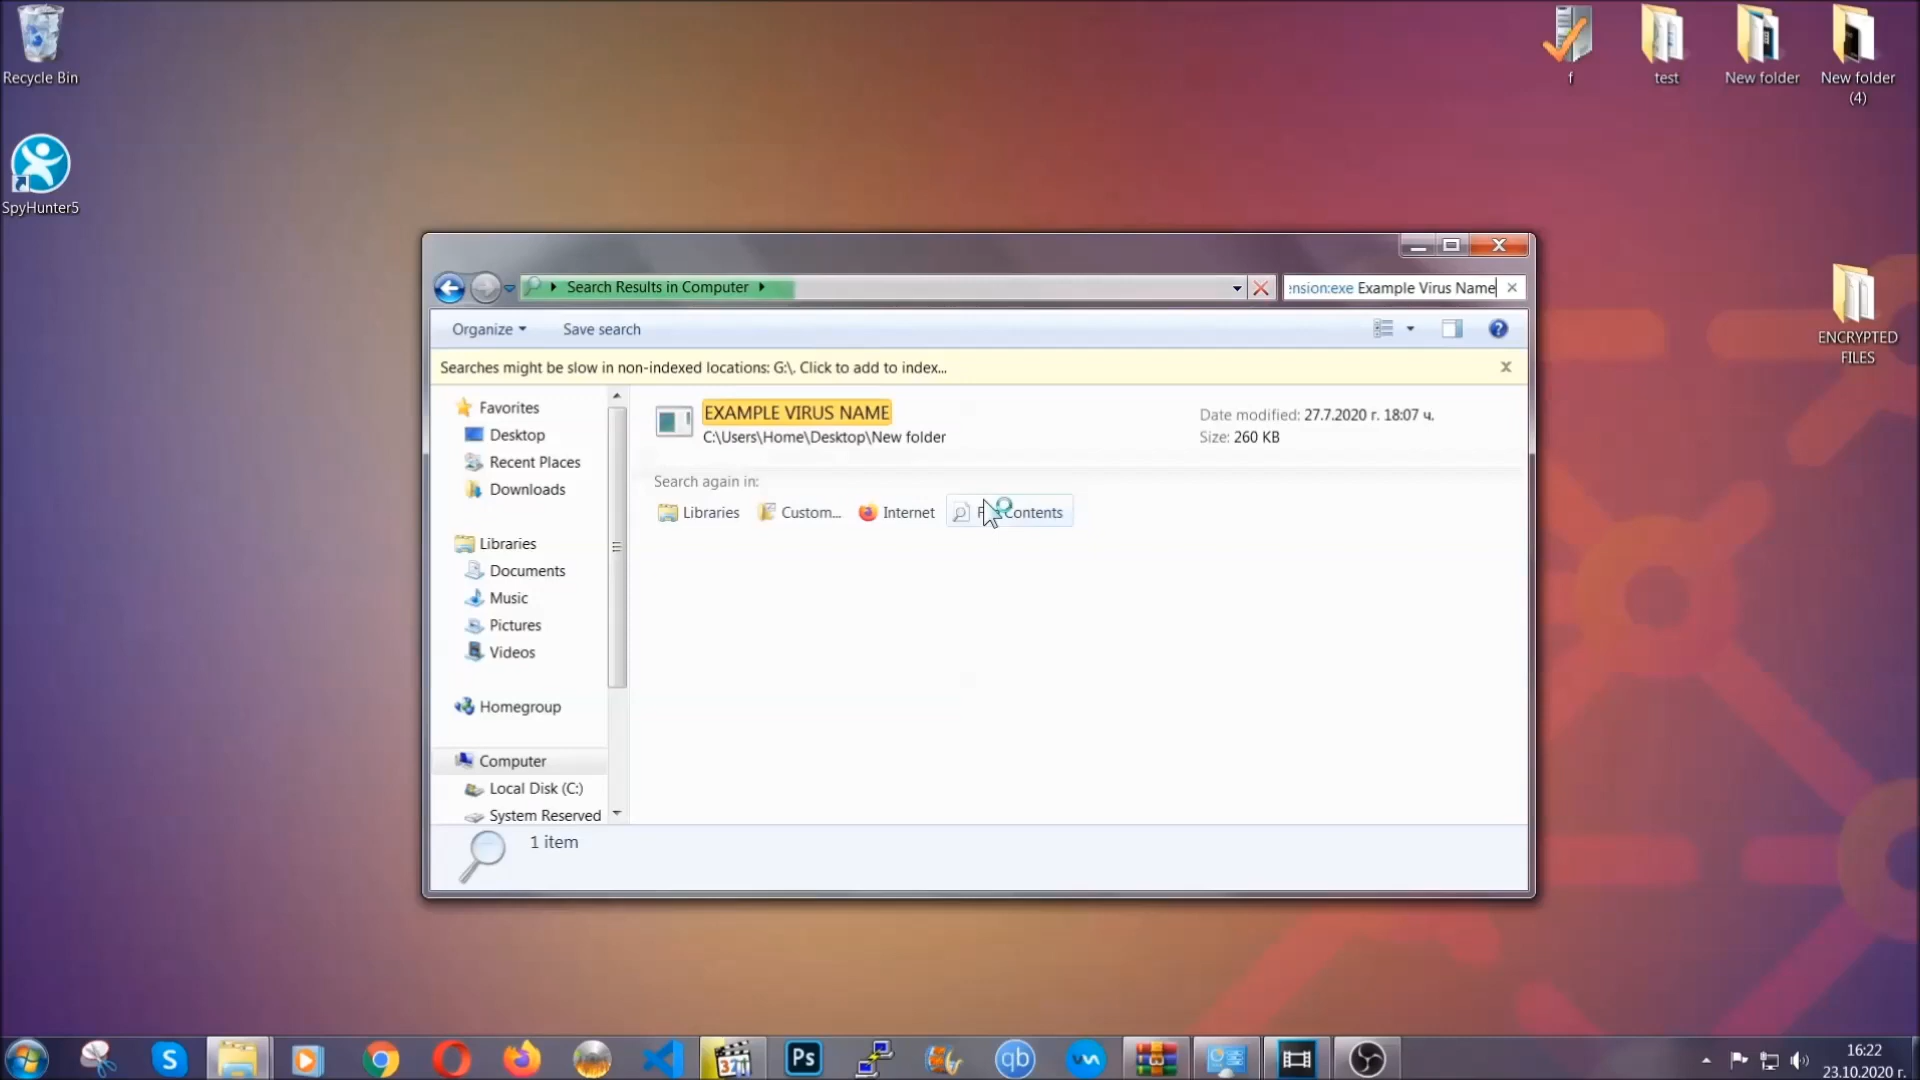 Recycle Bin
SpyHunter5
f
test
New folder
New folder
(4)
ENCRYPTED
FILES
Search Results in Computer
ension:exe Example Virus Name
Organize
Save search
Searches might be slow in non-indexed locations: G:\. Click to add to index...
Favorites
Desktop
Recent Places
Downloads
Libraries
Documents
Music
Pictures
Videos
Homegroup
Computer
Local Disk (C:)
System Reserved
EXAMPLE VIRUS NAME
C:\Users\Home\Desktop\New folder
Date modified: 27.7.2020 г. 18:07 ч.
Size: 260 KB
Search again in:
Libraries
Custom...
Internet
Contents
1 item
S
371
Ps
qb
16:22
23.10.2020 г.